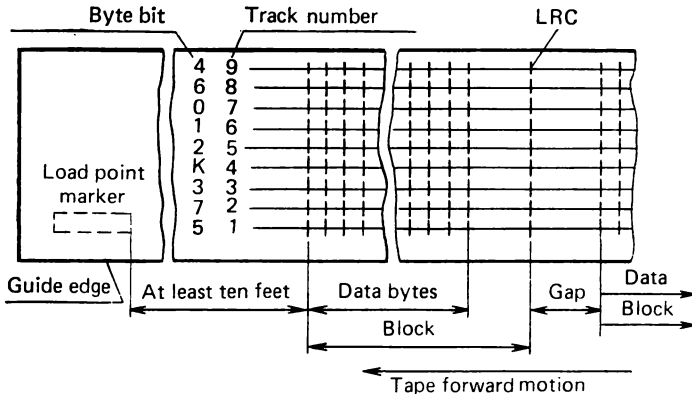 Byte bit Track number LRC
4 9
6 8
0 7
1 6
2 5
K 4
3 3
7 2
5 1
Load point
marker
Guide edge
At least ten feet Data bytes Gap Data
Block Block
Tape forward motion